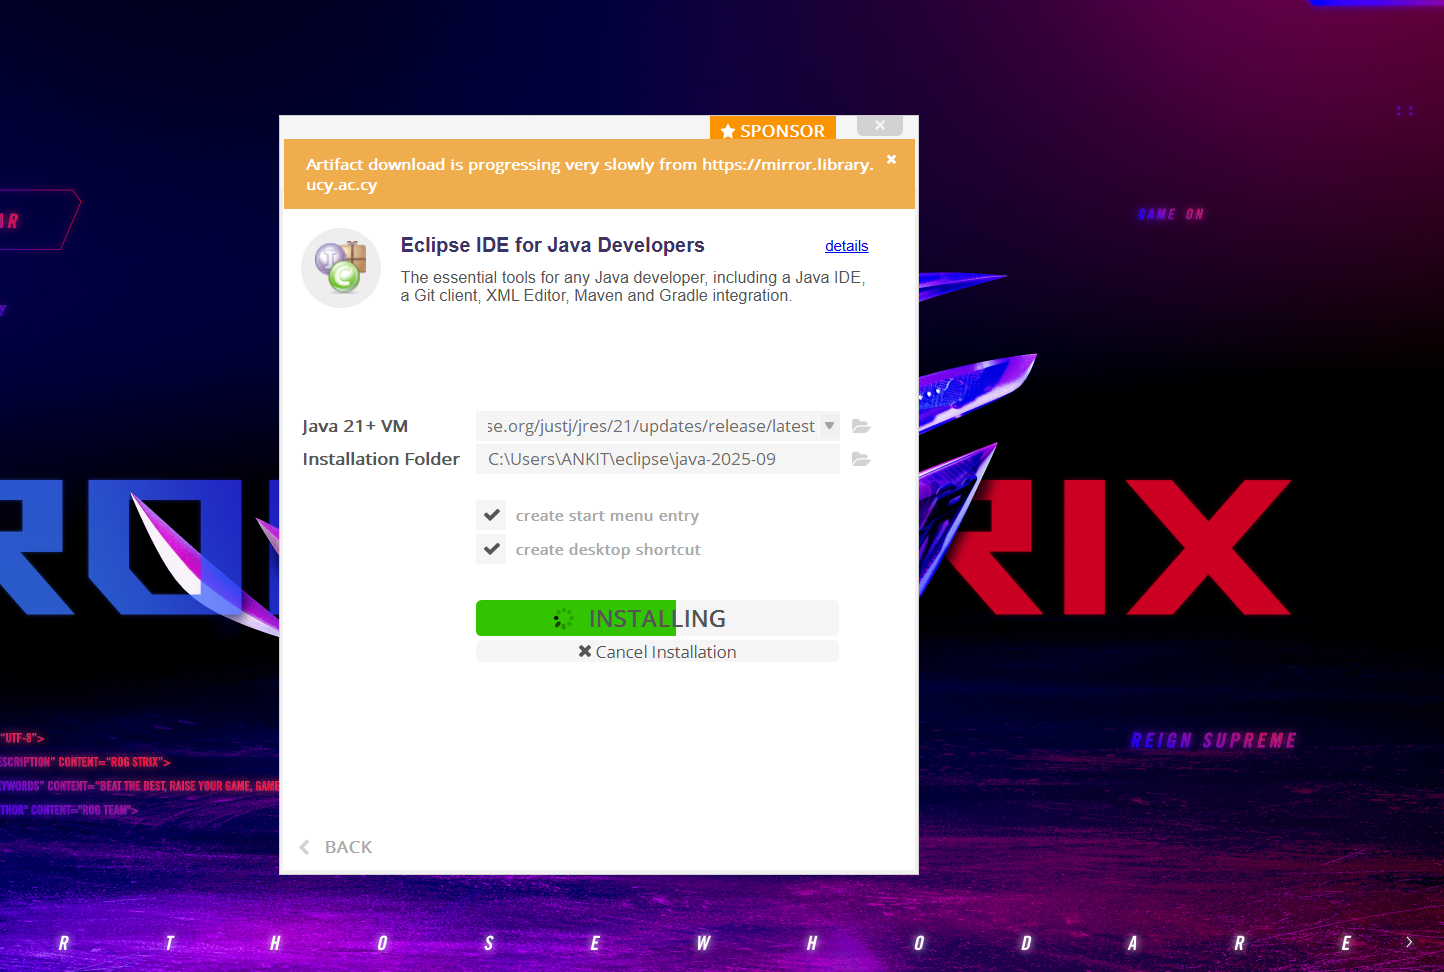 SPONSOR
Artifact download is progressing very slowly from https://mirror.library.
ucy.ac.cy
AR
GAME ON
Eclipse IDE for Java Developers
details
The essential tools for any Java developer, including a Java IDE,
a Git client, XML Editor, Maven and Gradle integration.
Y
Java 21+ VM
se.org/justj/jres/21/updates/release/latest
Installation Folder
C:\Users\ANKIT\eclipse\java-2025-09
RO
RIX
create start menu entry
create desktop shortcut
INSTALLING
Cancel Installation
"UTF-8">
ESCRIPTION" CONTENT="ROG STRIX">
EYWORDS" CONTENT="BEAT THE BEST, RAISE YOUR GAME, GAME
THOR" CONTENT="ROG TEAM">
REIGN SUPREME
BACK
R T H O S E W H O D A R E